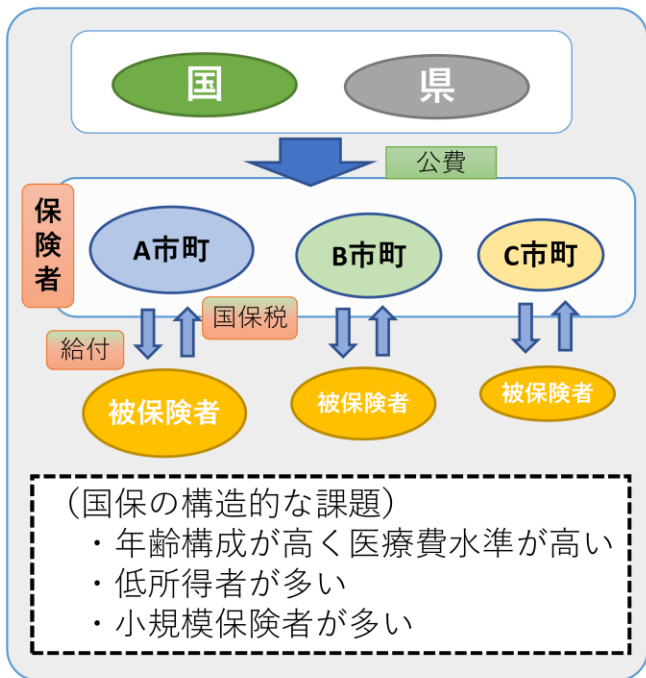 国
県
公費
保険者
A市町
B市町
C市町
国保税
給付
被保険者
被保険者
被保険者
（国保の構造的な課題）
・年齢構成が高く医療費水準が高い
・低所得者が多い
・小規模保険者が多い